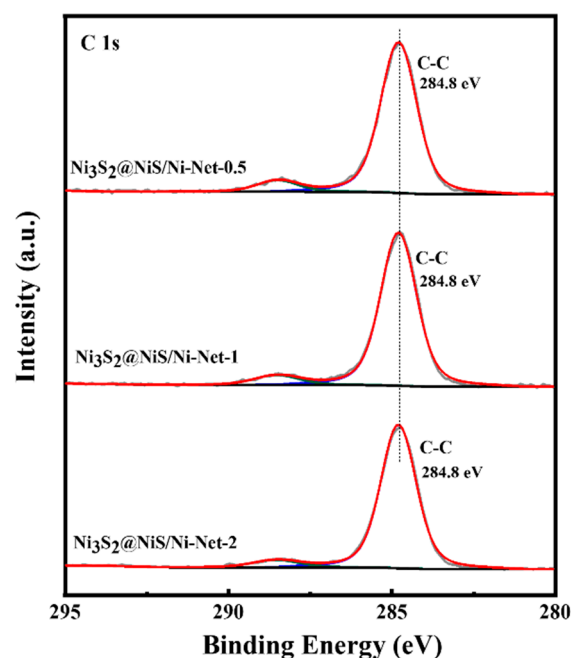 C 1s
C-C
284.8 eV
Ni₃S₂@NiS/Ni-Net-0.5
C-C
284.8 eV
Ni₃S₂@NiS/Ni-Net-1
C-C
284.8 eV
Ni₃S₂@NiS/Ni-Net-2
Intensity (a.u.)
295 290 285 280
Binding Energy (eV)